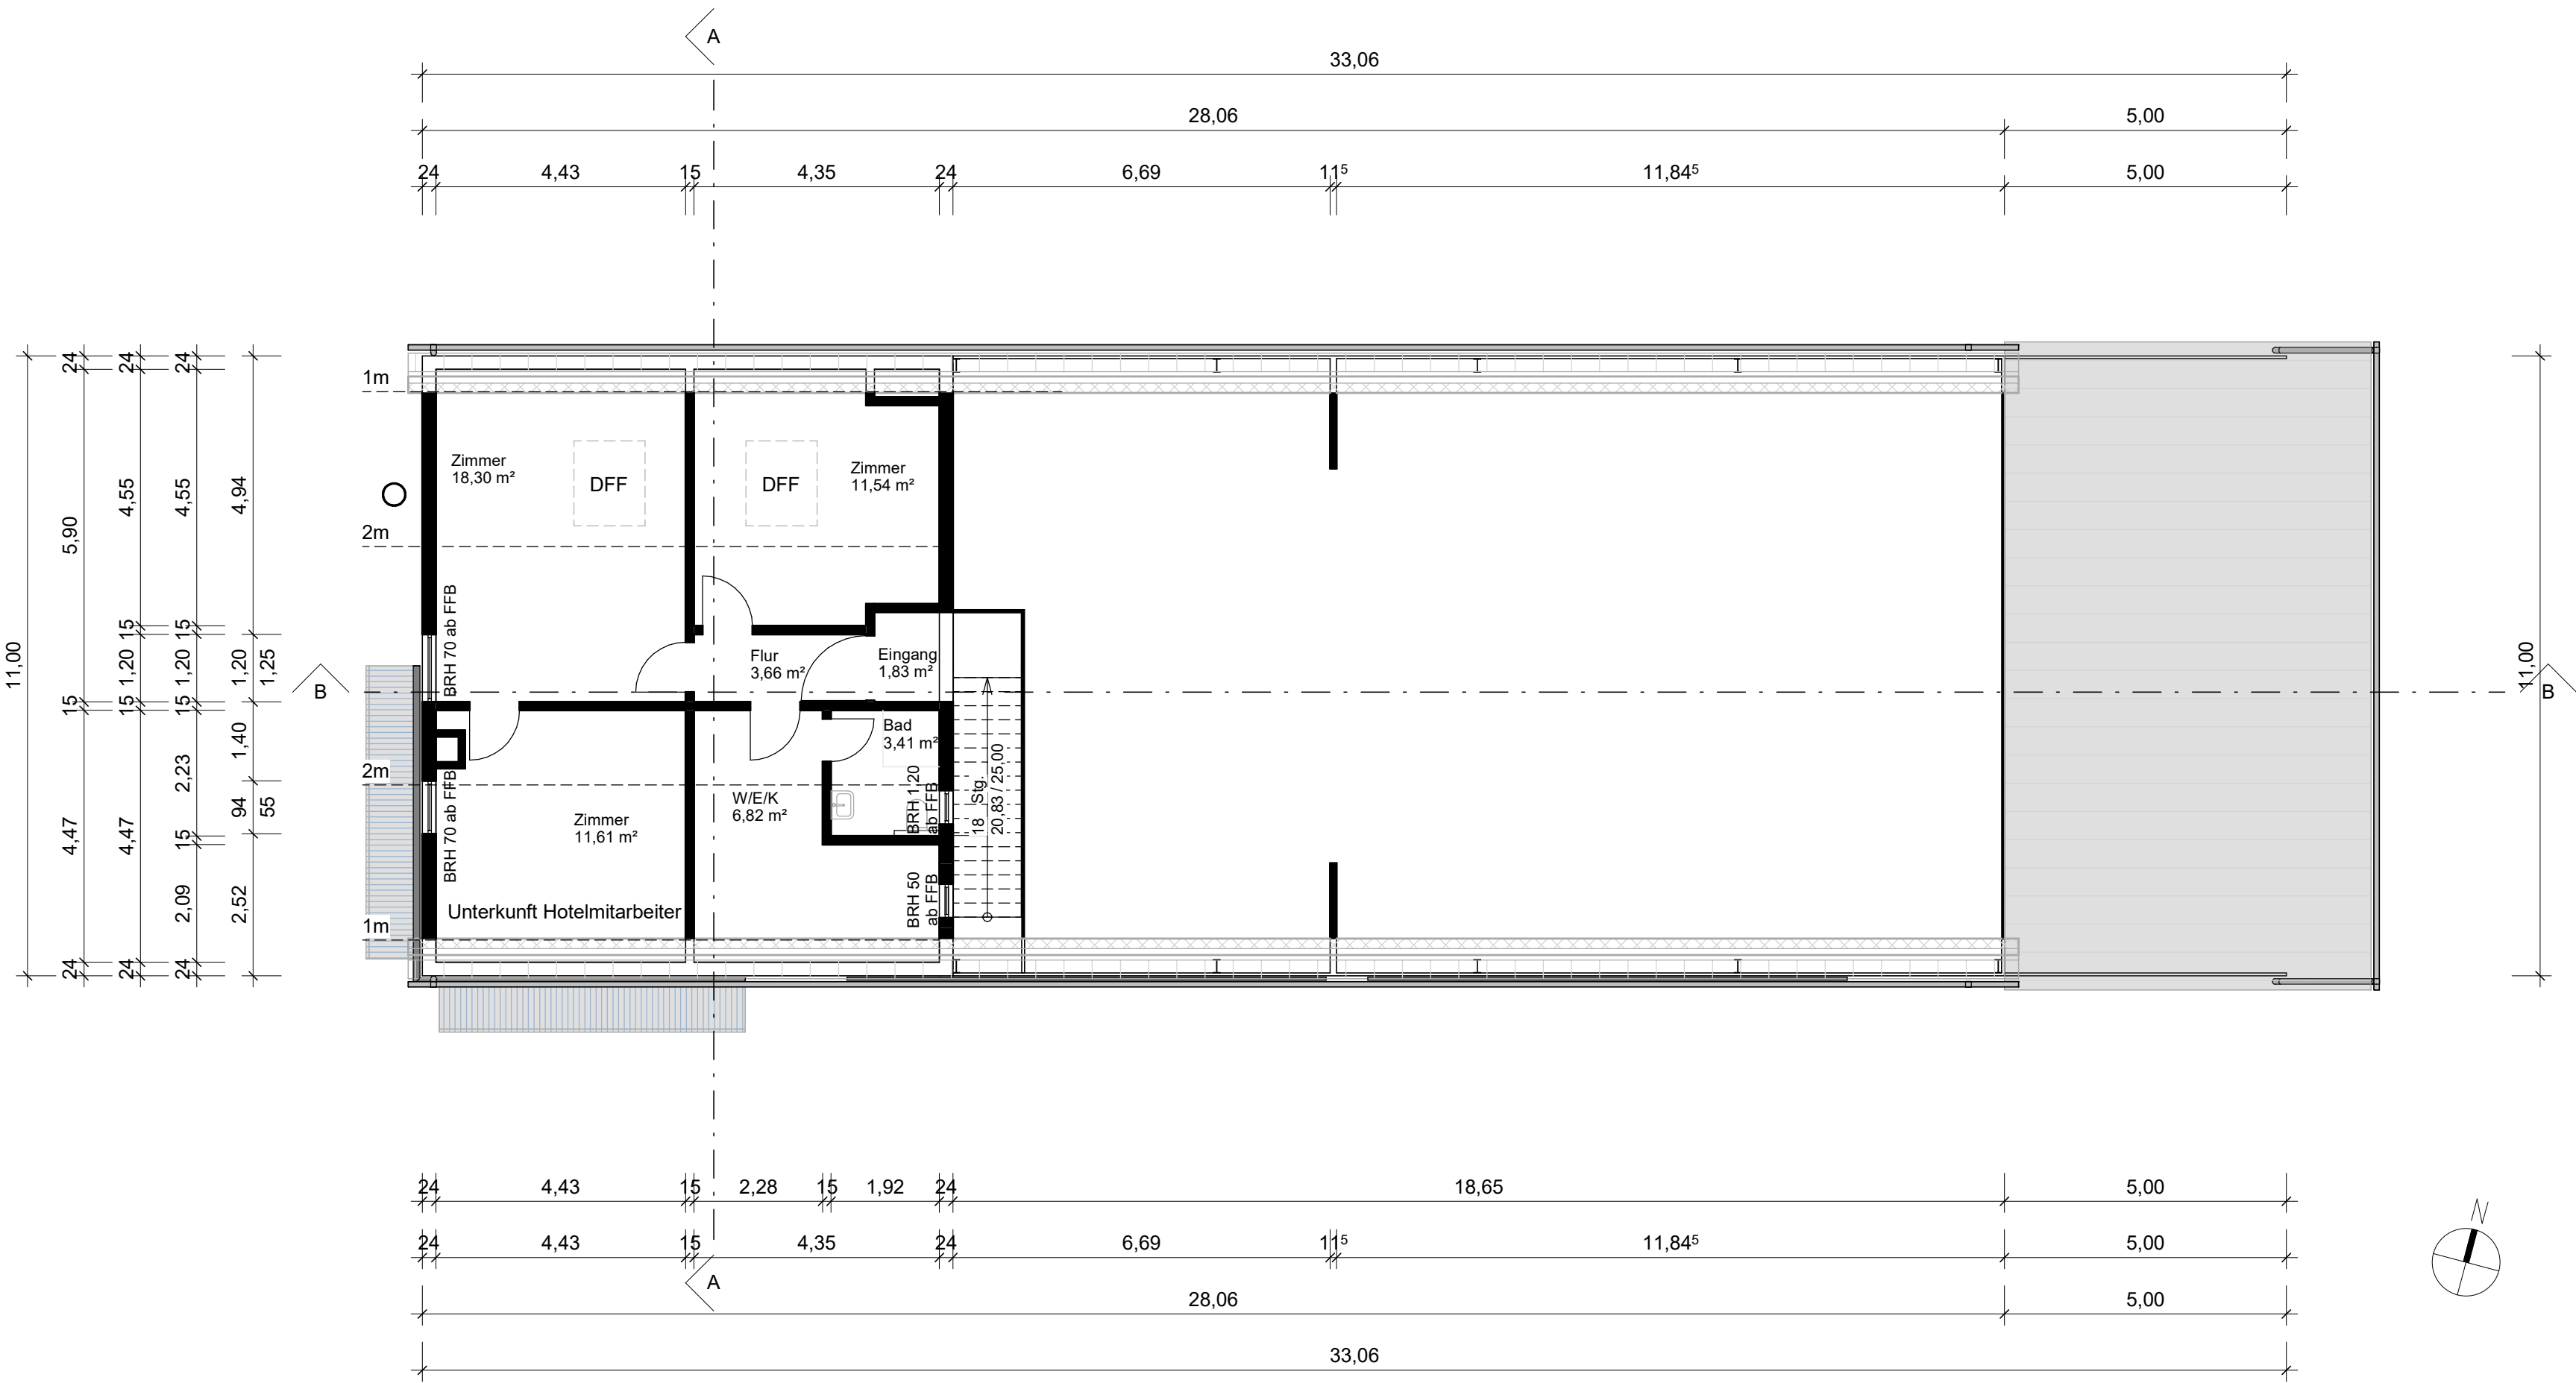 A
33,06
28,06 5,00
24 4,43 15 4,35 24 6,69 11⁵ 11,84⁵ 5,00
11,00
24 5,90 15 4,47 24
24 4,55 15 1,20 15 4,47 24
24 4,55 15 1,20 15 2,23 15 2,09 24
4,94 1,20 1,40 94 2,52
1,25 55
1m
2m
2m
1m
B
Zimmer
18,30 m²
DFF
DFF
Zimmer
11,54 m²
BRH 70 ab FFB
Flur
3,66 m²
Eingang
1,83 m²
Bad
3,41 m²
BRH 70 ab FFB
Zimmer
11,61 m²
W/E/K
6,82 m²
BRH 1,20
ab FFB
18 Stg.
20,83 / 25,00
Unterkunft Hotelmitarbeiter
BRH 50
ab FFB
11,00
B
24 4,43 15 2,28 15 1,92 24 18,65 5,00
24 4,43 15 4,35 24 6,69 11⁵ 11,84⁵ 5,00
A
28,06 5,00
33,06
N